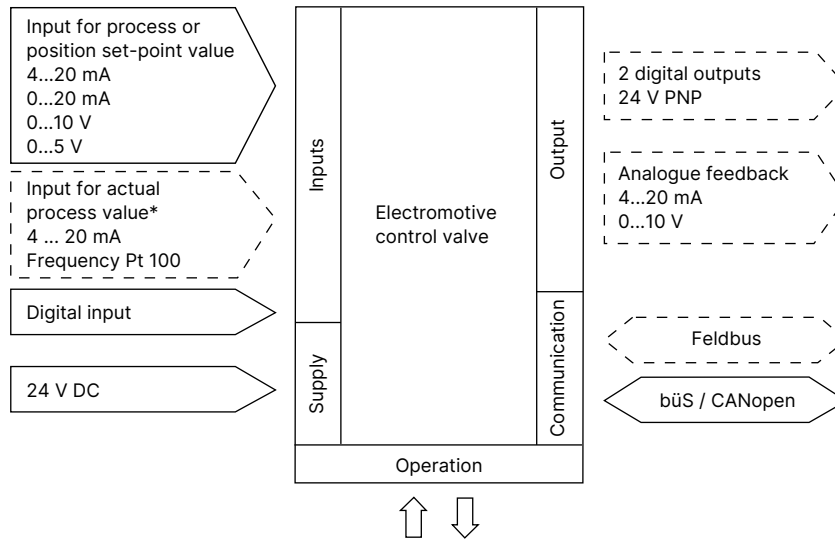 Input for process or
position set-point value
4...20 mA
0...20 mA
0...10 V
0...5 V
Input for actual
process value*
4 ... 20 mA
Frequency Pt 100
Digital input
24 V DC
Inputs
Supply
Electromotive
control valve
Output
Communication
Operation
2 digital outputs
24 V PNP
Analogue feedback
4...20 mA
0...10 V
Feldbus
büS / CANopen